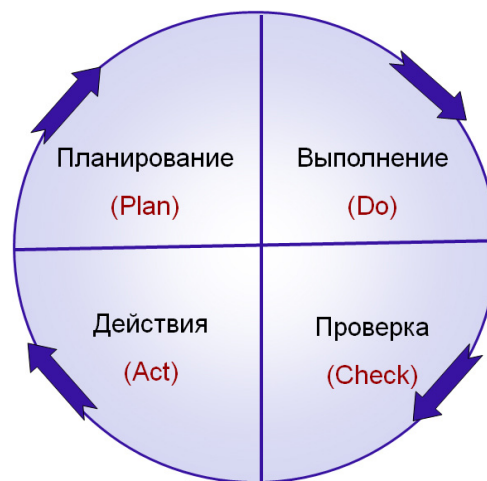 Планирование
(Plan)
Выполнение
(Do)
Действия
(Act)
Проверка
(Check)